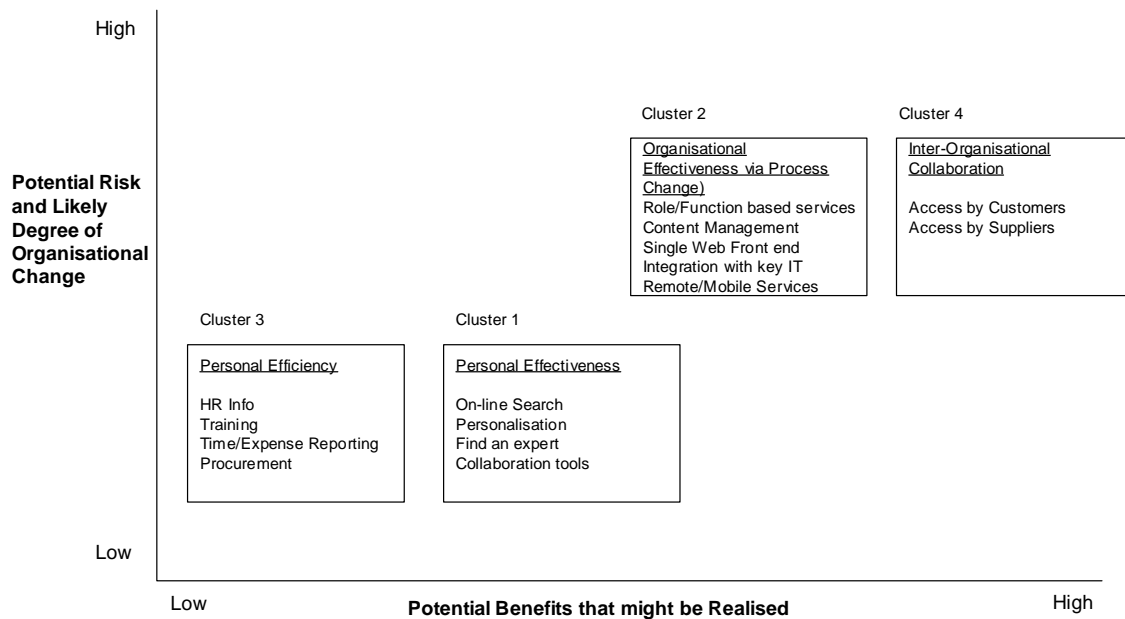 High
Potential Risk
and Likely
Degree of
Organisational
Change
Low
Cluster 2
Organisational
Effectiveness via Process
Change)
Role/Function based services
Content Management
Single Web Front end
Integration with key IT
Remote/Mobile Services
Cluster 4
Inter-Organisational
Collaboration
Access by Customers
Access by Suppliers
Cluster 3
Personal Efficiency
HR Info
Training
Time/Expense Reporting
Procurement
Cluster 1
Personal Effectiveness
On-line Search
Personalisation
Find an expert
Collaboration tools
Low
Potential Benefits that might be Realised
High